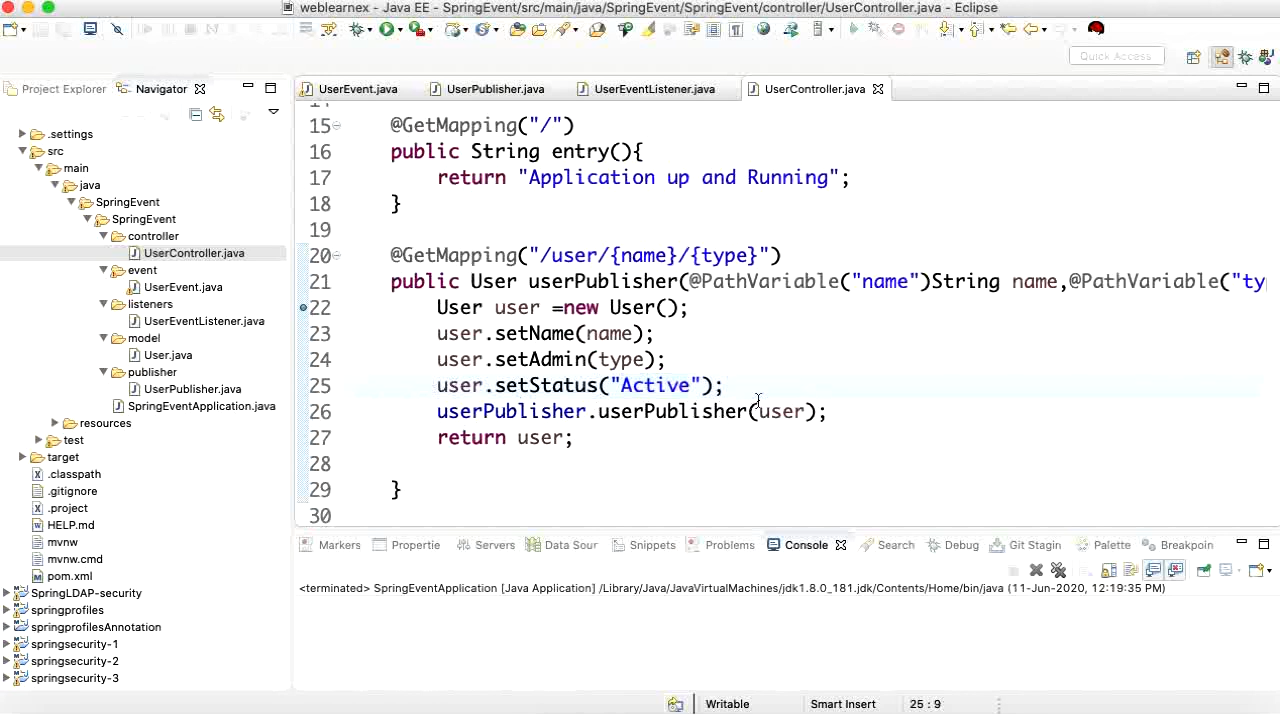 weblearnex - Java EE - SpringEvent/src/main/java/SpringEvent/SpringEvent/controller/UserController.java - Eclipse
Quick Access
Project Explorer
Navigator
UserEvent.java
UserPublisher.java
UserEventListener.java
UserController.java
.settings
src
main
java
SpringEvent
SpringEvent
controller
UserController.java
event
UserEvent.java
listeners
UserEventListener.java
model
User.java
publisher
UserPublisher.java
SpringEventApplication.java
resources
test
target
.classpath
.gitignore
.project
HELP.md
mvnw
mvnw.cmd
pom.xml
SpringLDAP-security
springprofiles
springprofilesAnnotation
springsecurity-1
springsecurity-2
springsecurity-3
15 @GetMapping("/")
16 public String entry(){
17 return "Application up and Running";
18 }
19
20 @GetMapping("/user/{name}/{type}")
21 public User userPublisher(@PathVariable("name")String name,@PathVariable("ty
22 User user =new User();
23 user.setName(name);
24 user.setAdmin(type);
25 user.setStatus("Active");
26 userPublisher.userPublisher(user);
27 return user;
28
29 }
30
Markers
Propertie
Servers
Data Sour
Snippets
Problems
Console
Search
Debug
Git Stagin
Palette
Breakpoin
<terminated> SpringEventApplication [Java Application] /Library/Java/JavaVirtualMachines/jdk1.8.0_181.jdk/Contents/Home/bin/java (11-Jun-2020, 12:19:35 PM)
Writable
Smart Insert
25 : 9